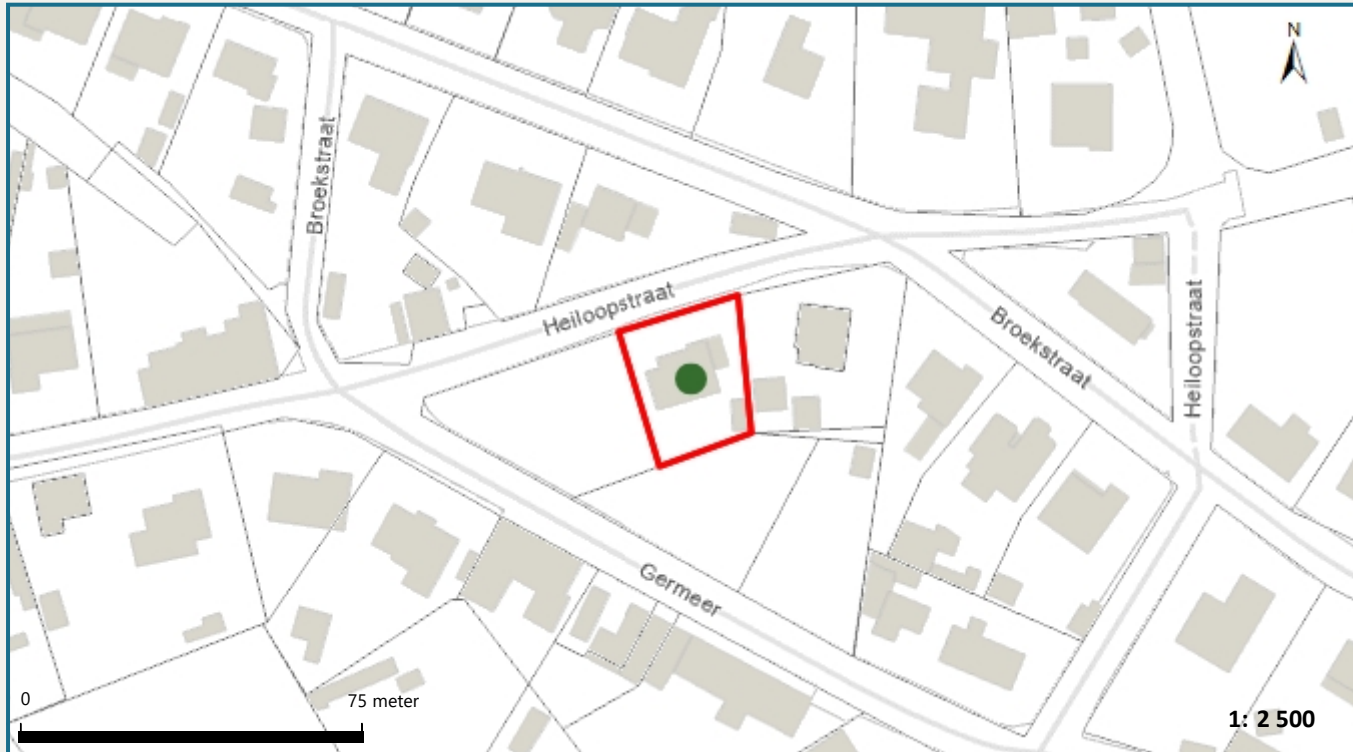 N
Broekstraat
Heiloopstraat
Broekstraat
Heiloopstraat
Germeer
0
75 meter
1: 2 500